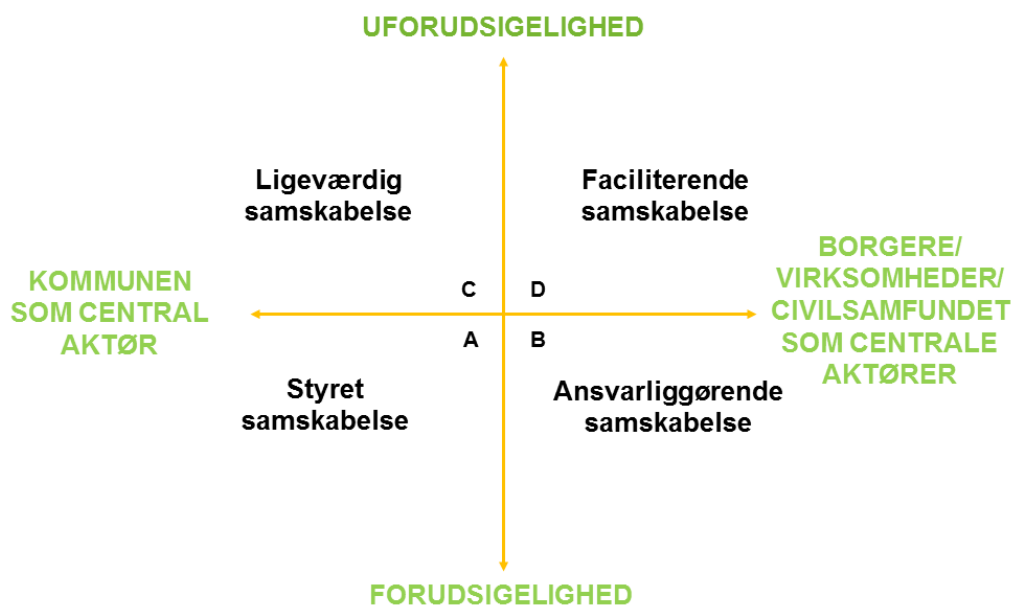 UFORUDSIGELIGHED
Ligeværdig
samskabelse
Faciliterende
samskabelse
KOMMUNEN
SOM CENTRAL
AKTØR
C
D
A
B
BORGERE/
VIRKSOMHEDER/
CIVILSAMFUNDET
SOM CENTRALE
AKTØRER
Styret
samskabelse
Ansvarliggørende
samskabelse
FORUDSIGELIGHED